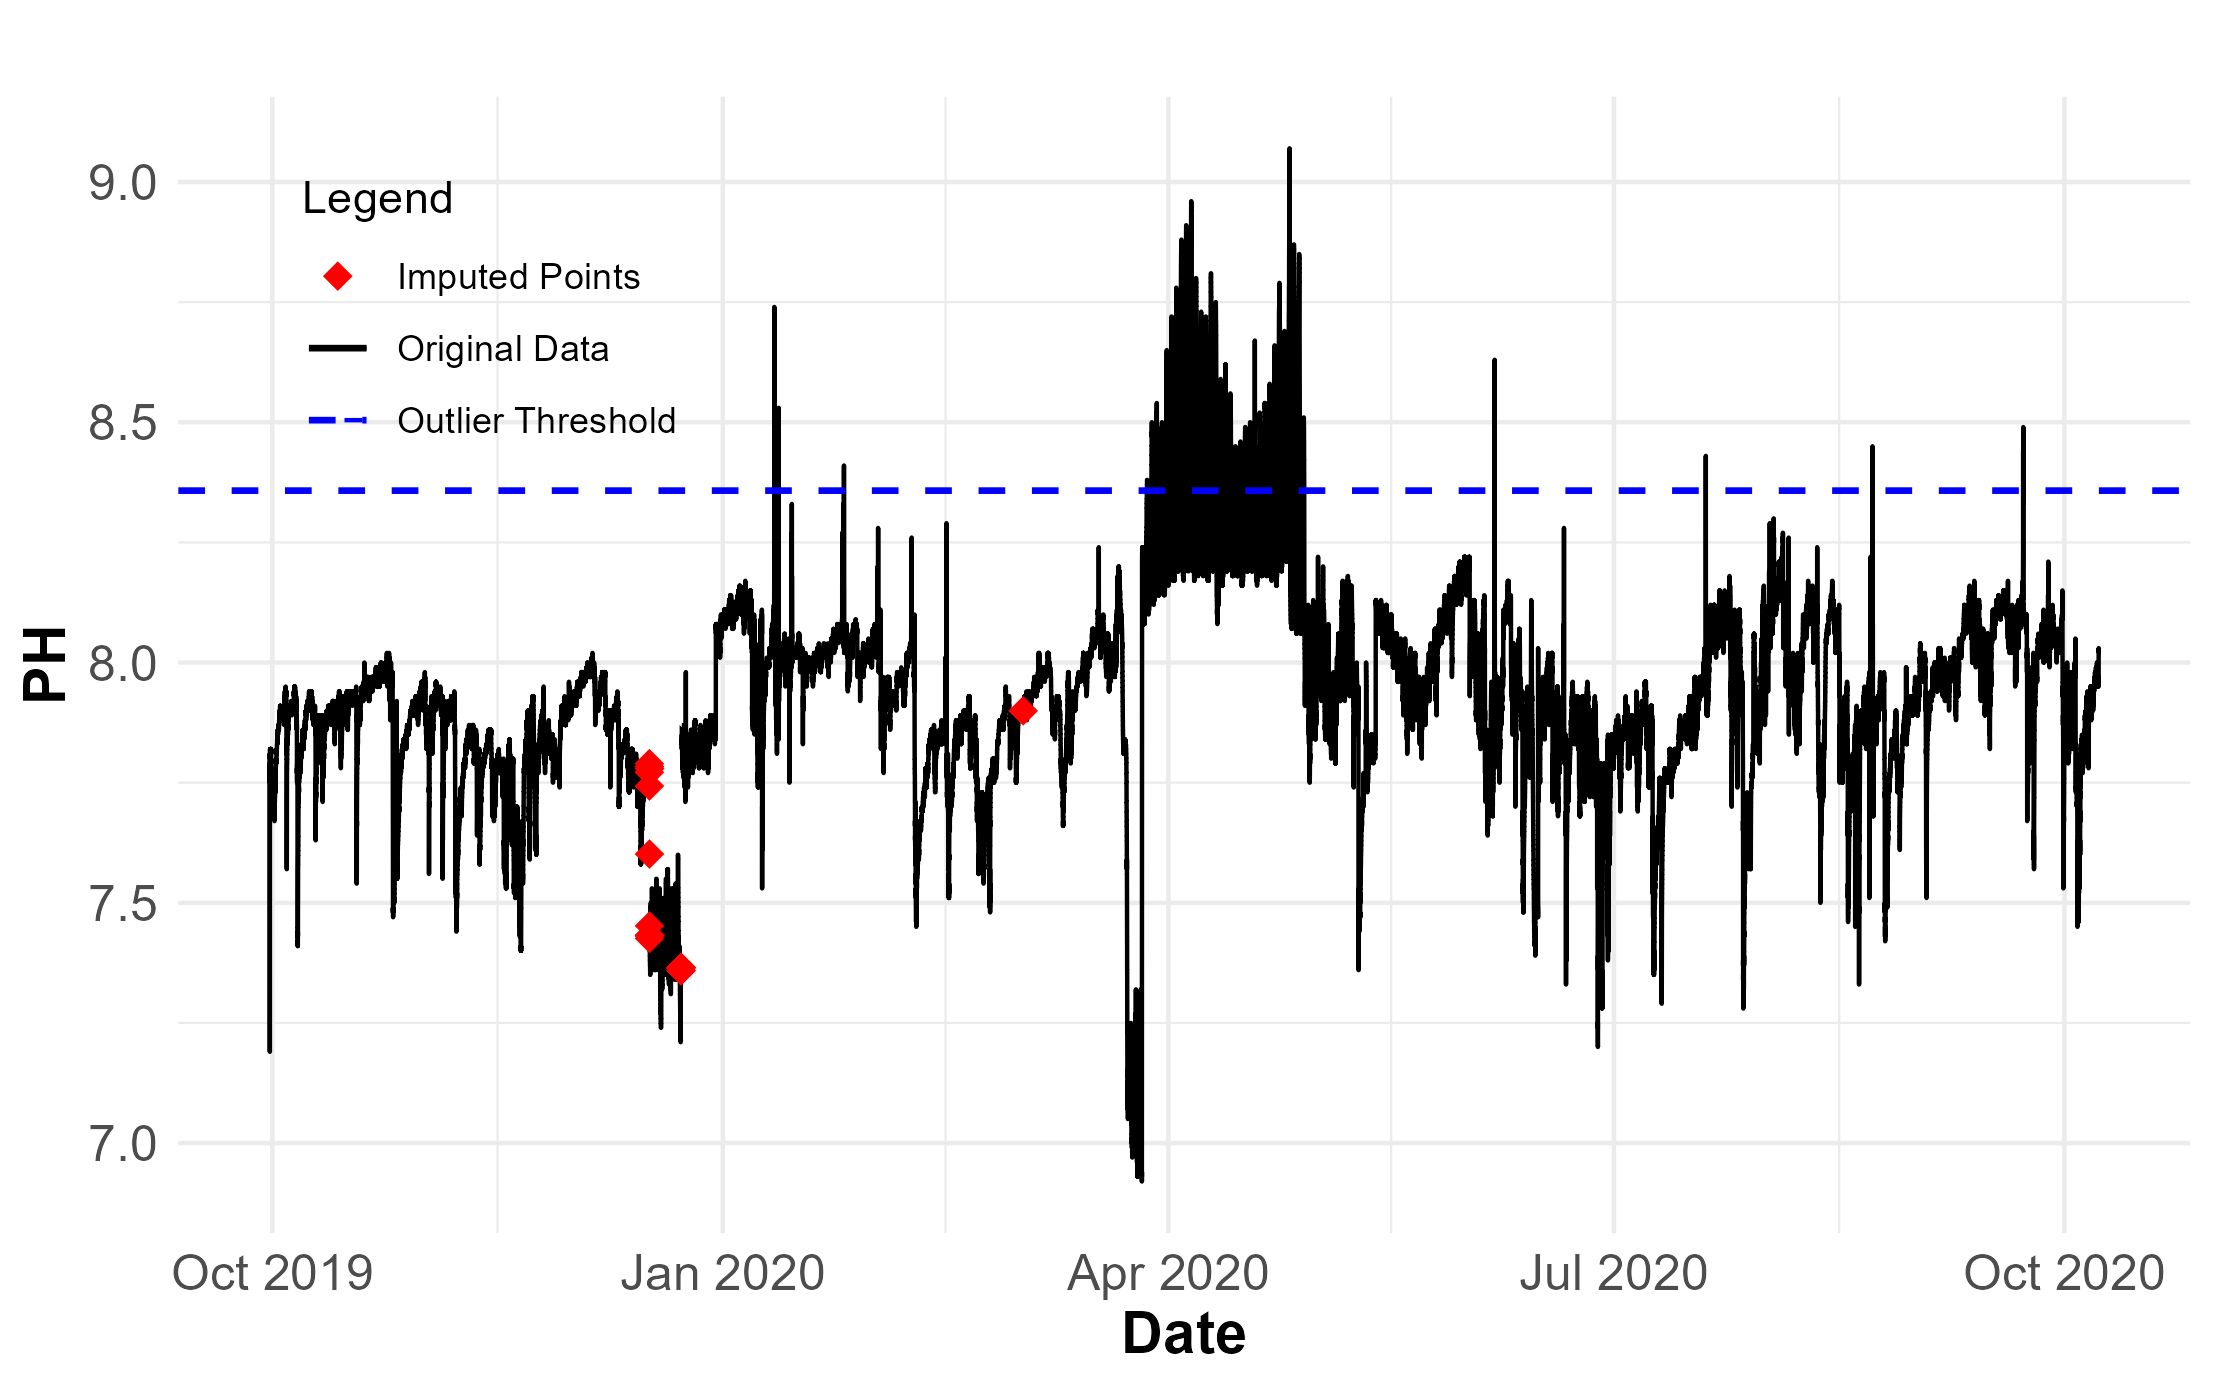 Legend
Imputed Points
Original Data
Outlier Threshold
9.0
8.5
8.0
7.5
7.0
PH
Oct 2019
Jan 2020
Apr 2020
Jul 2020
Oct 2020
Date